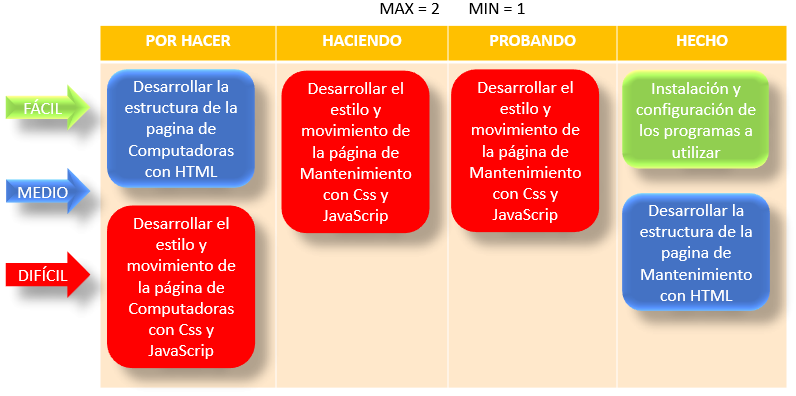 MAX = 2 MIN = 1
POR HACER
HACIENDO
PROBANDO
HECHO
FÁCIL
MEDIO
DIFÍCIL
Desarrollar la
estructura de la
pagina de
Computadoras
con HTML
Desarrollar el
estilo y
movimiento de
la página de
Computadoras
con Css y
JavaScrip
Desarrollar el
estilo y
movimiento de
la página de
Mantenimiento
con Css y
JavaScrip
Desarrollar el
estilo y
movimiento de
la página de
Mantenimiento
con Css y
JavaScrip
Instalación y
configuración de
los programas a
utilizar
Desarrollar la
estructura de la
pagina de
Mantenimiento
con HTML